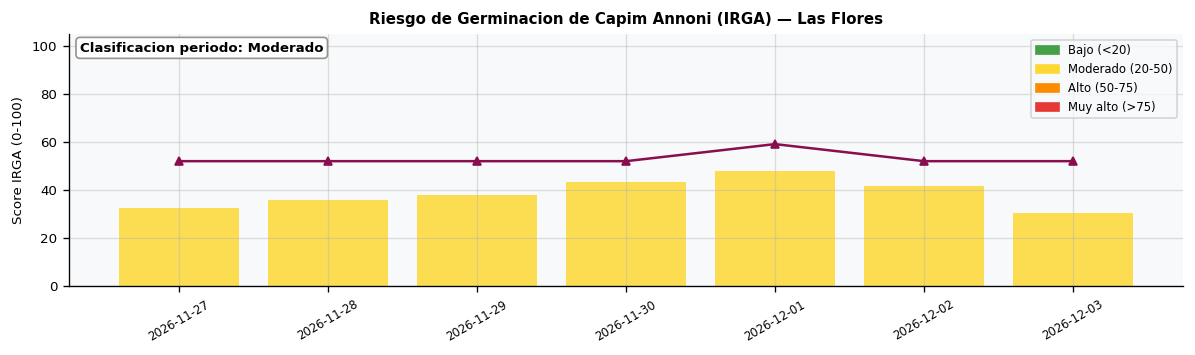 Riesgo de Germinacion de Capim Annoni (IRGA) — Las Flores
Clasificacion periodo: Moderado
Bajo (<20)
Moderado (20-50)
Alto (50-75)
Muy alto (>75)
Score IRGA (0-100)
100
80
60
40
20
0
2026-11-27
2026-11-28
2026-11-29
2026-11-30
2026-12-01
2026-12-02
2026-12-03